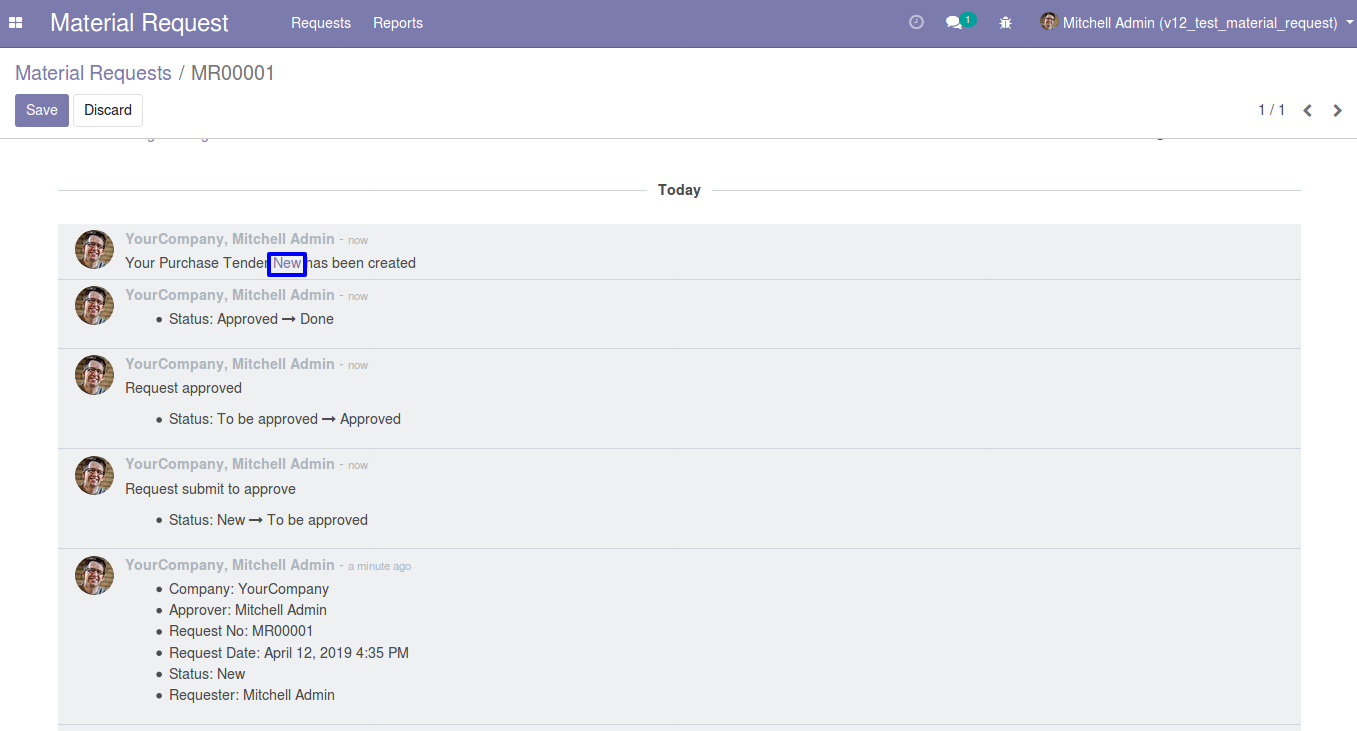 Material Request Requests Reports 1 Mitchell Admin (v12_test_material_request)
Material Requests / MR00001
Save Discard 1 / 1
Today
YourCompany, Mitchell Admin - now
Your Purchase Tender New has been created
YourCompany, Mitchell Admin - now
• Status: Approved ➞ Done
YourCompany, Mitchell Admin - now
Request approved
• Status: To be approved ➞ Approved
YourCompany, Mitchell Admin - now
Request submit to approve
• Status: New ➞ To be approved
YourCompany, Mitchell Admin - a minute ago
• Company: YourCompany
• Approver: Mitchell Admin
• Request No: MR00001
• Request Date: April 12, 2019 4:35 PM
• Status: New
• Requester: Mitchell Admin